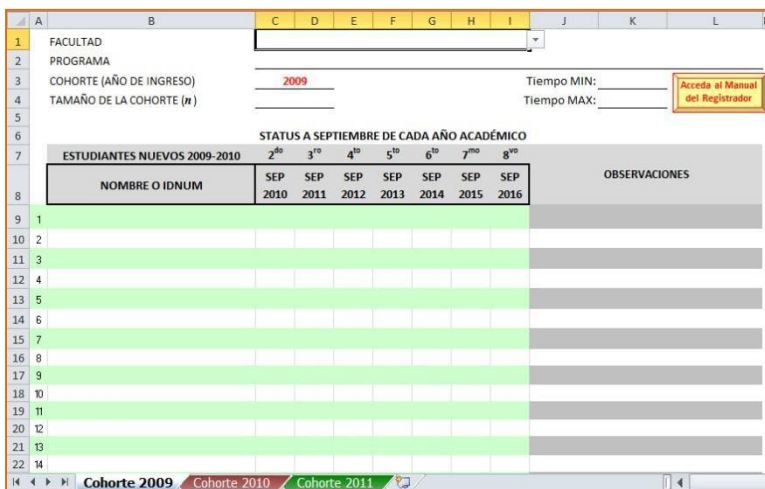 A B C D E F G H I J K L
1 FACULTAD
2 PROGRAMA
3 COHORTE (AÑO DE INGRESO) 2009 Tiempo MIN: Acceda al Manual
4 TAMAÑO DE LA COHORTE (n) Tiempo MAX: del Registrador
5
6 STATUS A SEPTIEMBRE DE CADA AÑO ACADÉMICO
7 ESTUDIANTES NUEVOS 2009-2010 2do 3ro 4to 5to 6to 7mo 8vo
OBSERVACIONES
NOMBRE O IDNUM SEP SEP SEP SEP SEP SEP SEP
8 2010 2011 2012 2013 2014 2015 2016
9 1
10 2
11 3
12 4
13 5
14 6
15 7
16 8
17 9
18 10
19 11
20 12
21 13
22 14
Cohorte 2009 Cohorte 2010 Cohorte 2011